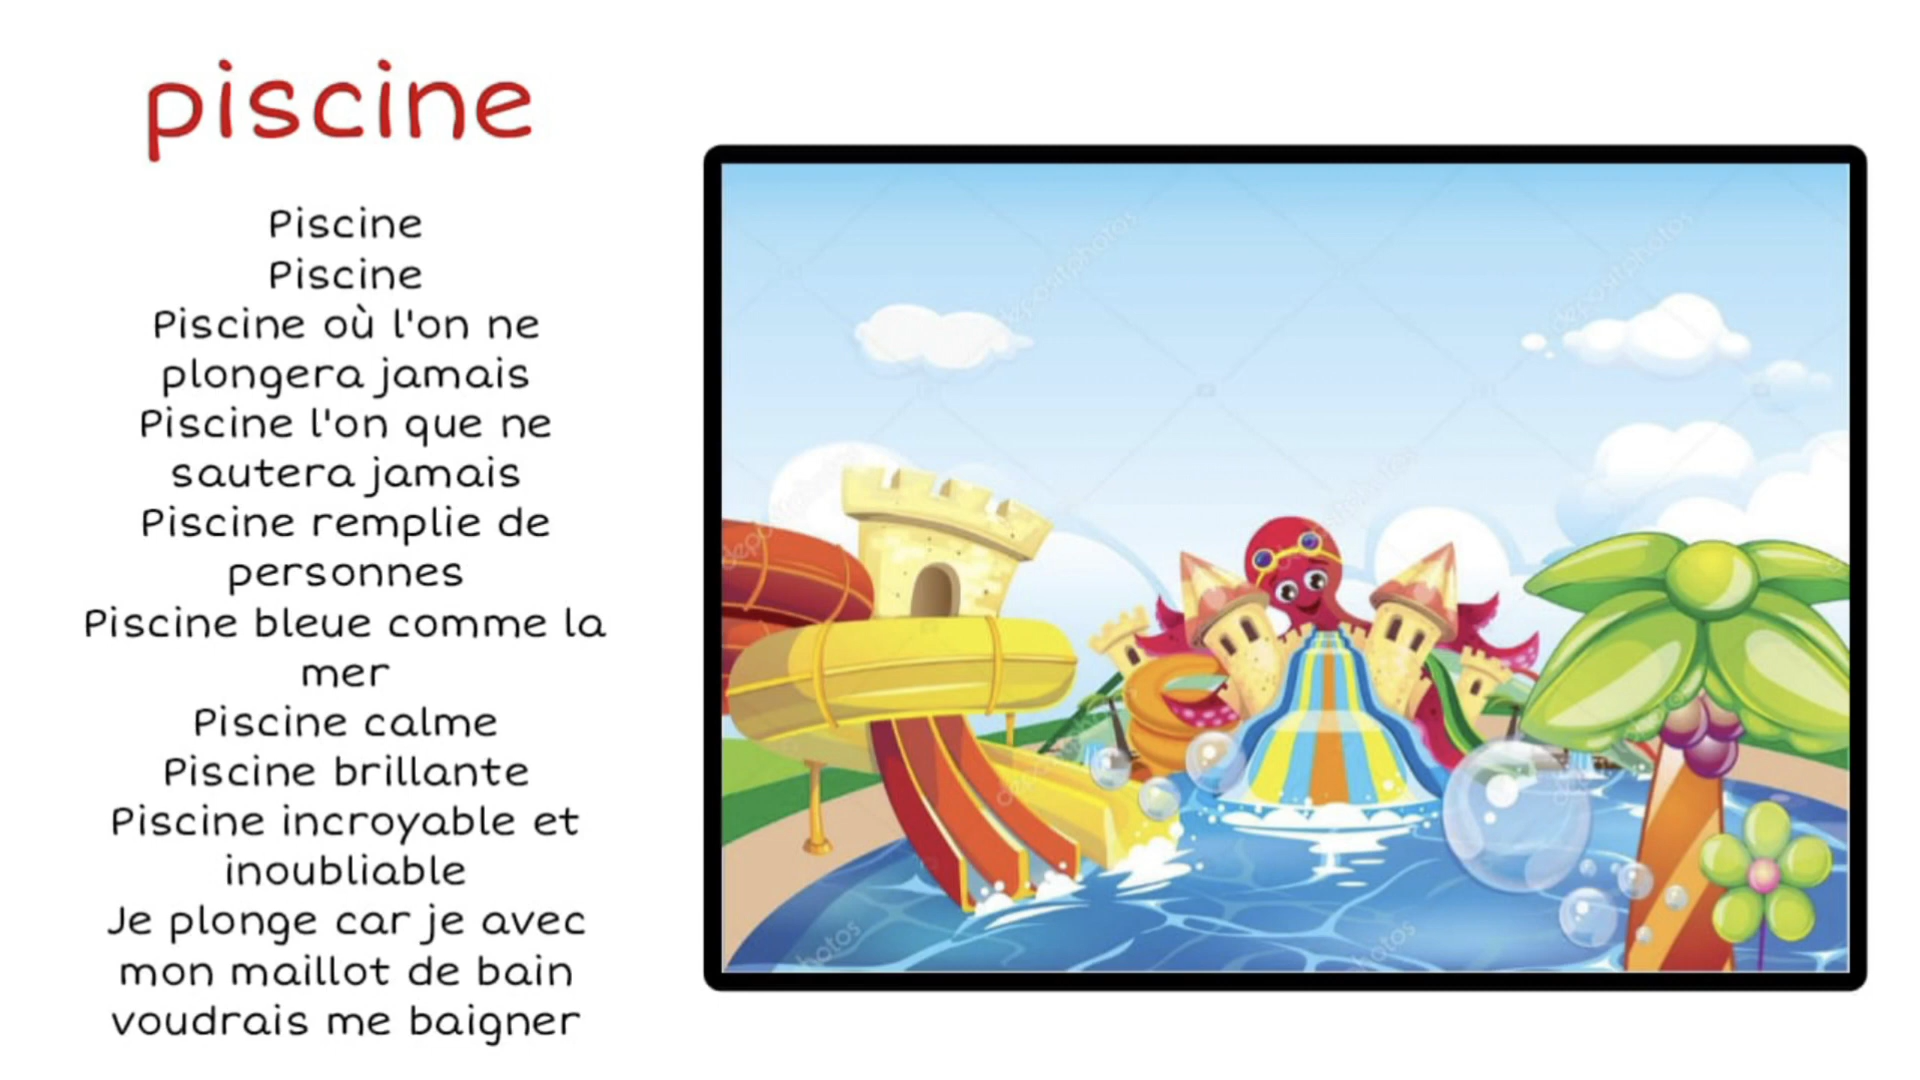 piscine
Piscine
Piscine
Piscine où l'on ne
plongera jamais
Piscine l'on que ne
sautera jamais
Piscine remplie de
personnes
Piscine bleue comme la
mer
Piscine calme
Piscine brillante
Piscine incroyable et
inoubliable
Je plonge car je avec
mon maillot de bain
voudrais me baigner
depositphotos
depositphotos